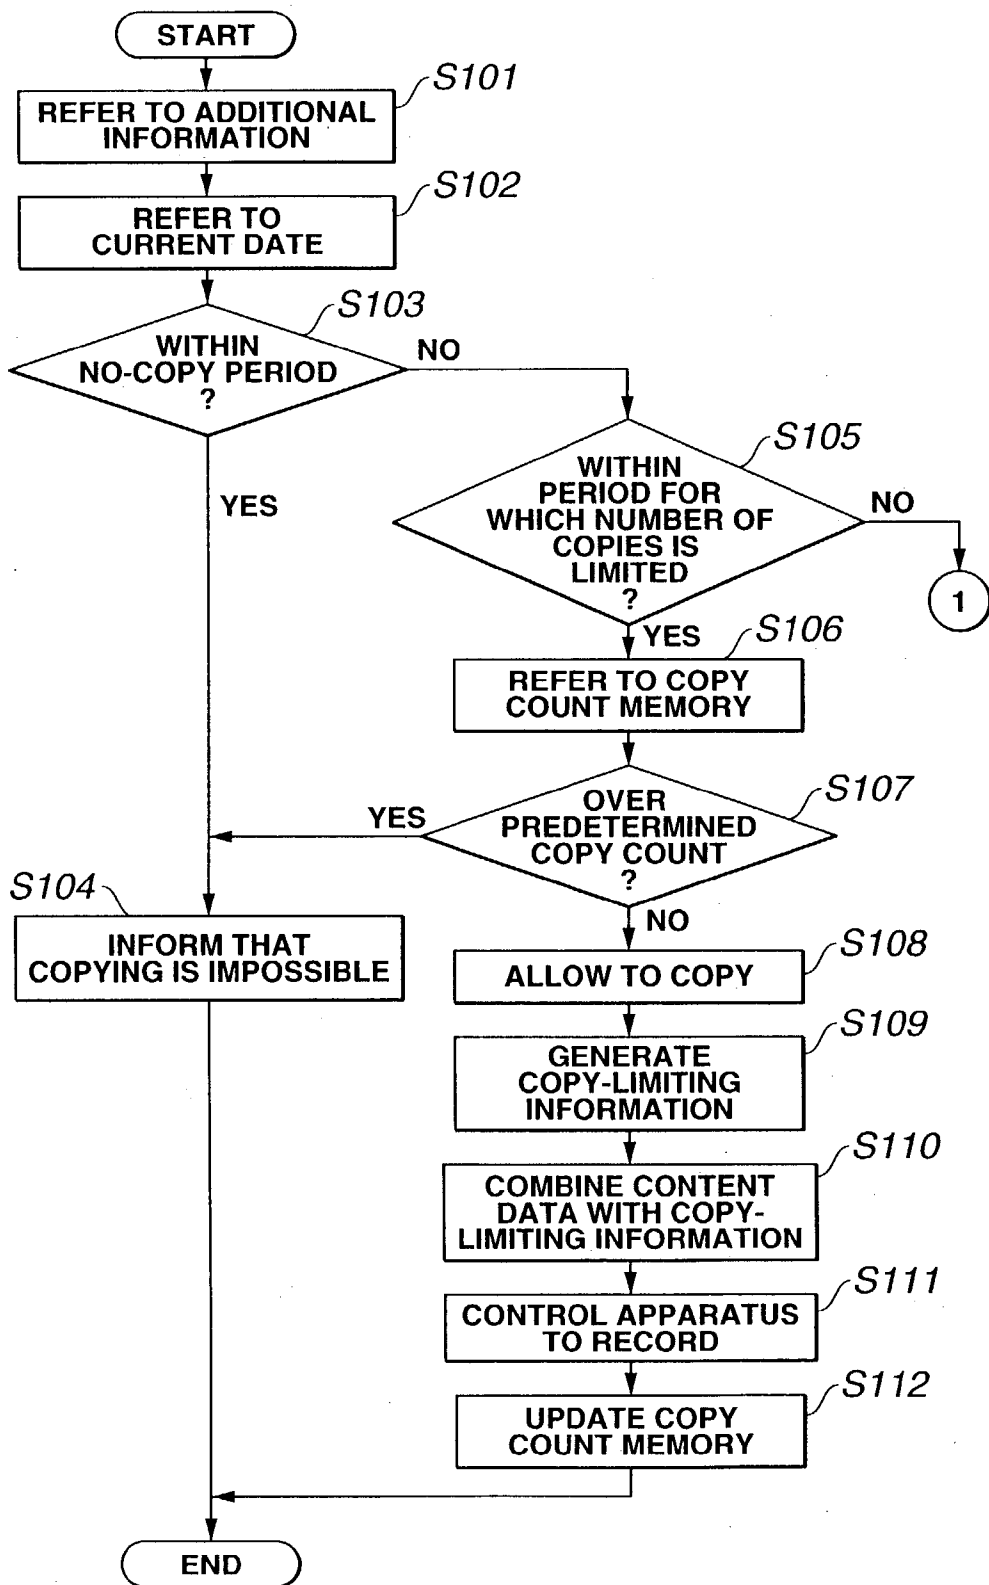 START
S101
REFER TO ADDITIONAL
INFORMATION
S102
REFER TO
CURRENT DATE
S103
WITHIN
NO-COPY PERIOD
?
NO
YES
S105
WITHIN
PERIOD FOR
WHICH NUMBER OF
COPIES IS
LIMITED
?
NO
1
YES
S106
REFER TO COPY
COUNT MEMORY
S107
OVER
PREDETERMINED
COPY COUNT
?
YES
NO
S104
INFORM THAT
COPYING IS IMPOSSIBLE
S108
ALLOW TO COPY
S109
GENERATE
COPY-LIMITING
INFORMATION
S110
COMBINE CONTENT
DATA WITH COPY-
LIMITING INFORMATION
S111
CONTROL APPARATUS
TO RECORD
S112
UPDATE COPY
COUNT MEMORY
END